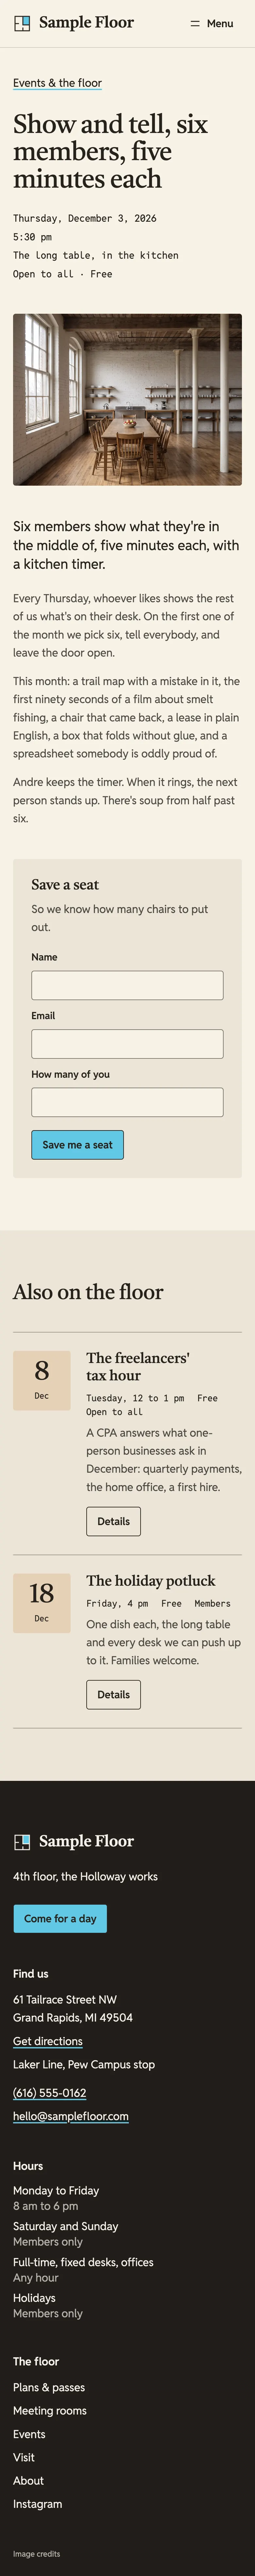 Sample Floor
Menu
Events & the floor
Show and tell, six
members, five
minutes each
Thursday, December 3, 2026
5:30 pm
The long table, in the kitchen
Open to all · Free
Six members show what they're in
the middle of, five minutes each, with
a kitchen timer.
Every Thursday, whoever likes shows the rest
of us what's on their desk. On the first one of
the month we pick six, tell everybody, and
leave the door open.
This month: a trail map with a mistake in it, the
first ninety seconds of a film about smelt
fishing, a chair that came back, a lease in plain
English, a box that folds without glue, and a
spreadsheet somebody is oddly proud of.
Andre keeps the timer. When it rings, the next
person stands up. There's soup from half past
six.
Save a seat
So we know how many chairs to put
out.
Name
Email
How many of you
Save me a seat
Also on the floor
8
Dec
The freelancers'
tax hour
Tuesday, 12 to 1 pm Free
Open to all
A CPA answers what one-
person businesses ask in
December: quarterly payments,
the home office, a first hire.
Details
18
Dec
The holiday potluck
Friday, 4 pm Free Members
One dish each, the long table
and every desk we can push up
to it. Families welcome.
Details
Sample Floor
4th floor, the Holloway works
Come for a day
Find us
61 Tailrace Street NW
Grand Rapids, MI 49504
Get directions
Laker Line, Pew Campus stop
(616) 555-0162
hello@samplefloor.com
Hours
Monday to Friday
8 am to 6 pm
Saturday and Sunday
Members only
Full-time, fixed desks, offices
Any hour
Holidays
Members only
The floor
Plans & passes
Meeting rooms
Events
Visit
About
Instagram
Image credits